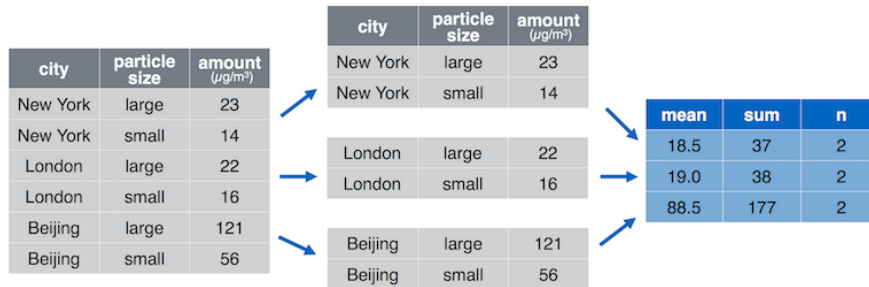 city particle size amount (µg/m³)
New York large 23
New York small 14
London large 22
London small 16
Beijing large 121
Beijing small 56
city particle size amount (µg/m³)
New York large 23
New York small 14
London large 22
London small 16
Beijing large 121
Beijing small 56
mean sum n
18.5 37 2
19.0 38 2
88.5 177 2